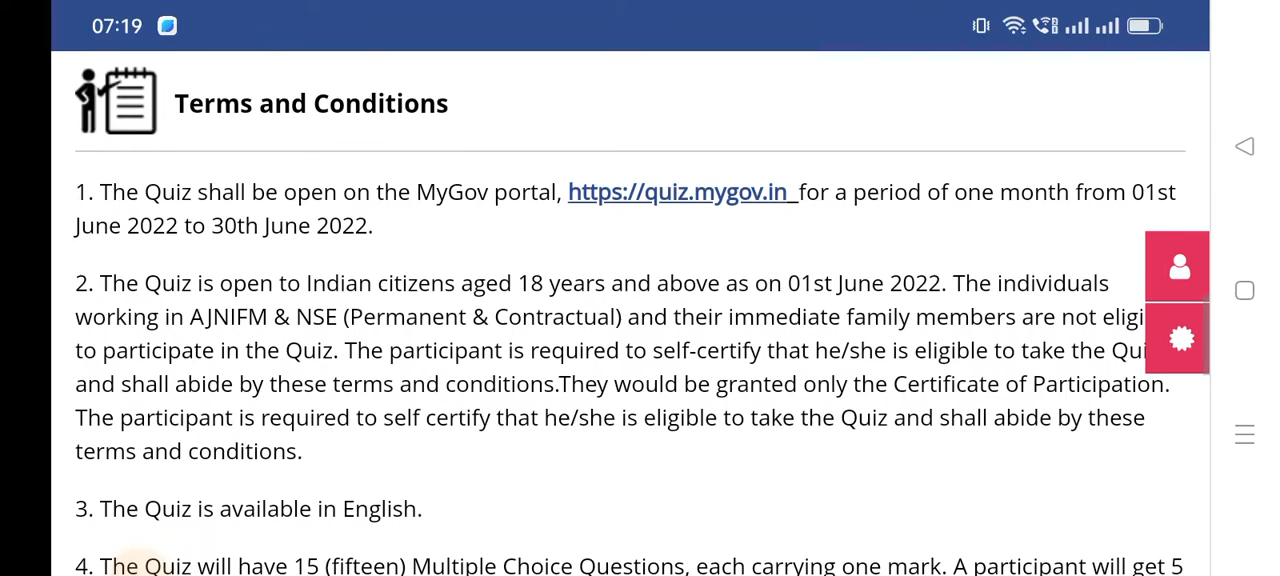 07:19
Terms and Conditions
1. The Quiz shall be open on the MyGov portal, https://quiz.mygov.in for a period of one month from 01st
June 2022 to 30th June 2022.
2. The Quiz is open to Indian citizens aged 18 years and above as on 01st June 2022. The individuals
working in AJNIFM & NSE (Permanent & Contractual) and their immediate family members are not eligi
to participate in the Quiz. The participant is required to self-certify that he/she is eligible to take the Qui
and shall abide by these terms and conditions.They would be granted only the Certificate of Participation.
The participant is required to self certify that he/she is eligible to take the Quiz and shall abide by these
terms and conditions.
3. The Quiz is available in English.
4. The Quiz will have 15 (fifteen) Multiple Choice Questions, each carrying one mark. A participant will get 5